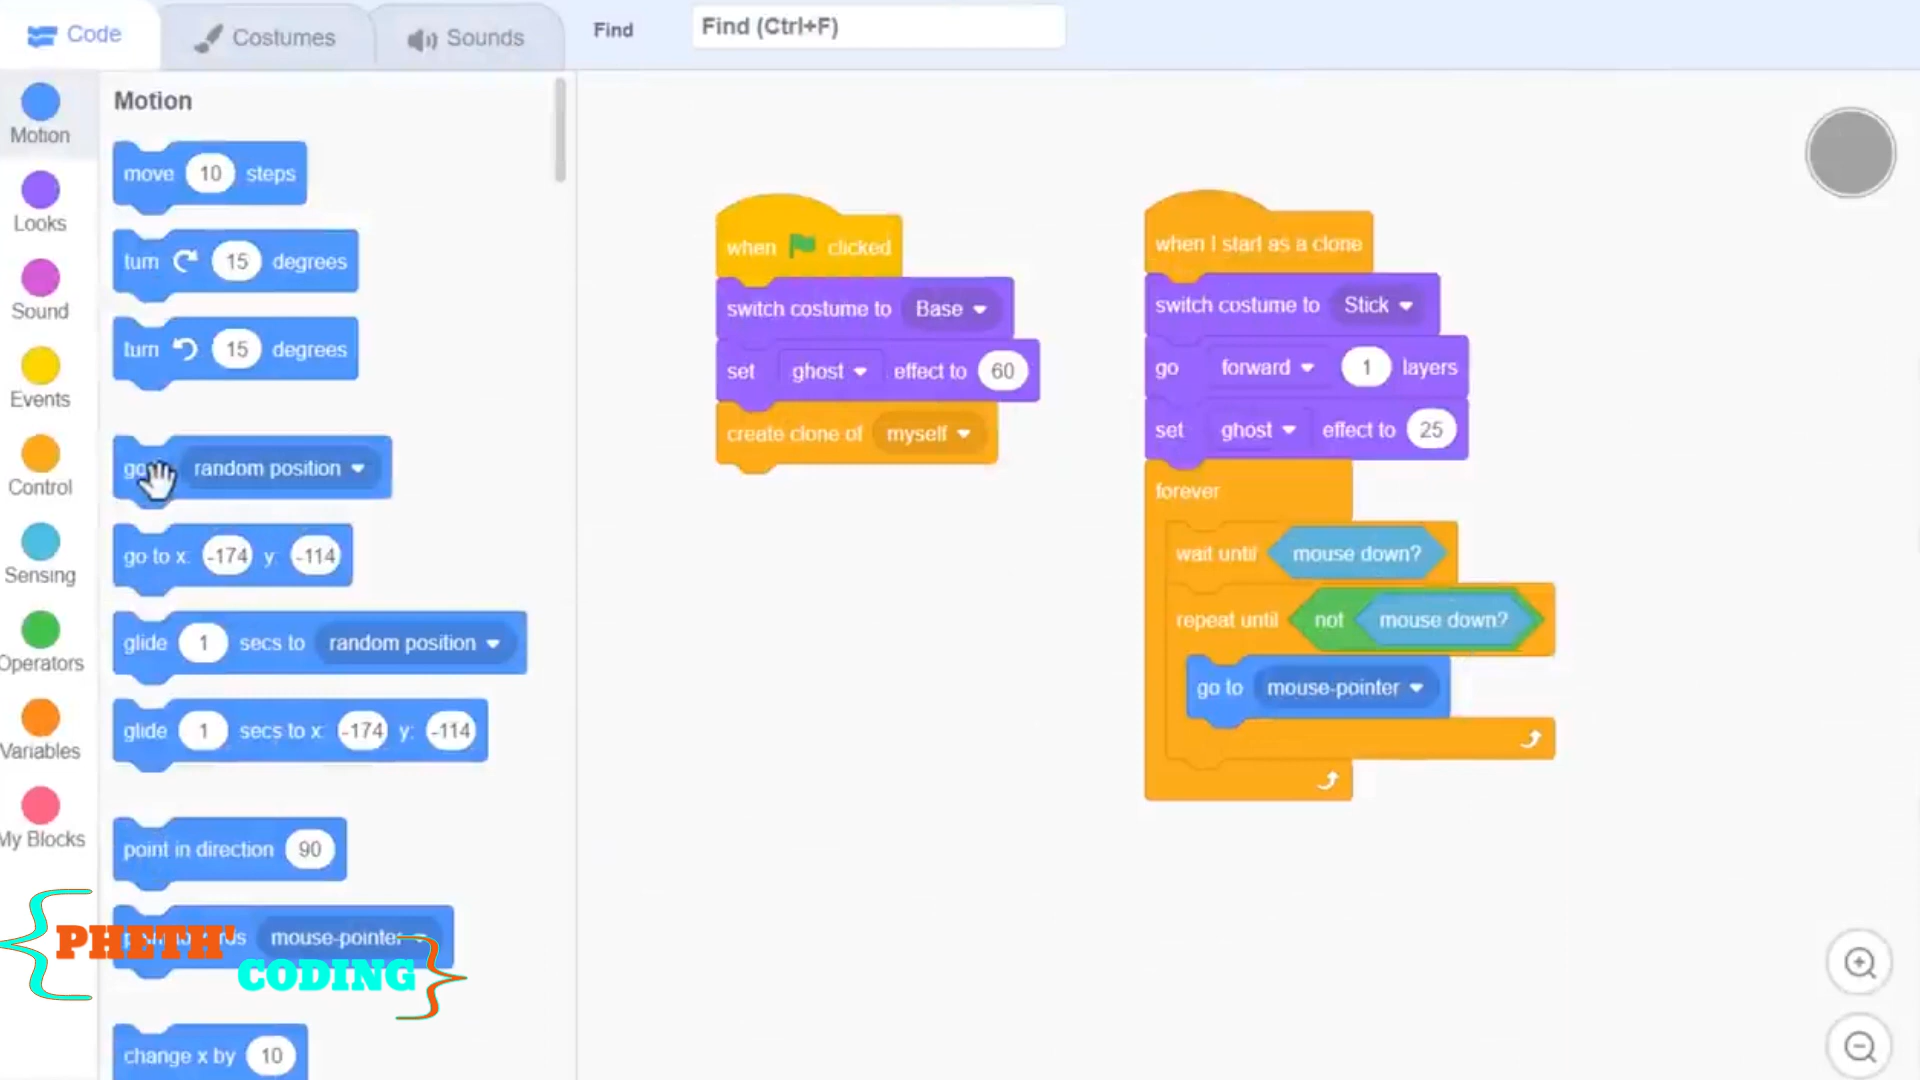 Code
Costumes
Sounds
Find
Find (Ctrl+F)
Motion
Looks
Sound
Events
Control
Sensing
Operators
Variables
My Blocks
Motion
move 10 steps
turn 15 degrees
turn 15 degrees
go random position
go to x: -174 y: -114
glide 1 secs to random position
glide 1 secs to x: -174 y: -114
point in direction 90
mouse-pointer
change x by 10
PHETH'
CODING
when clicked
switch costume to Base
set ghost effect to 60
create clone of myself
when I start as a clone
switch costume to Stick
go forward 1 layers
set ghost effect to 25
forever
wait until mouse down?
repeat until not mouse down?
go to mouse-pointer